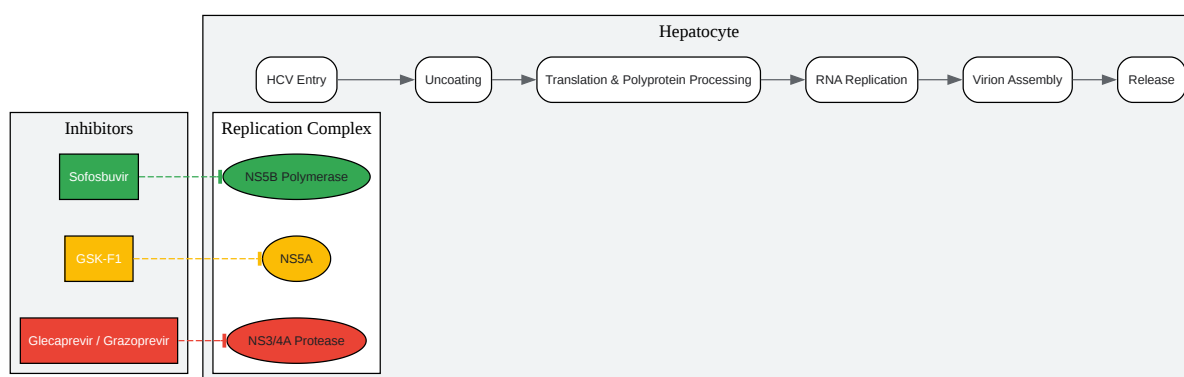 Hepatocyte
HCV Entry
Uncoating
Translation & Polyprotein Processing
RNA Replication
Virion Assembly
Release
Inhibitors
Replication Complex
Sofosbuvir
NS5B Polymerase
GSK-F1
NS5A
Glecaprevir / Grazoprevir
NS3/4A Protease